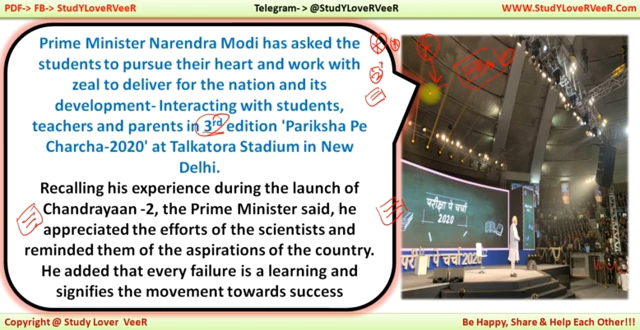 PDF-> FB-> StudYLoveRVeeR
Telegram- > @StudYLoveRVeeR
WWW.StudYLoveRVeeR.Com
Prime Minister Narendra Modi has asked the
students to pursue their heart and work with
zeal to deliver for the nation and its
development- Interacting with students,
teachers and parents in 3rd edition 'Pariksha Pe
Charcha-2020' at Talkatora Stadium in New
Delhi.
Recalling his experience during the launch of
Chandrayaan -2, the Prime Minister said, he
appreciated the efforts of the scientists and
reminded them of the aspirations of the country.
He added that every failure is a learning and
signifies the movement towards success
परीक्षा पे चर्चा
2020
पे चर्चा 2020
Copyright @ Study Lover VeeR
Be Happy, Share & Help Each Other!!!